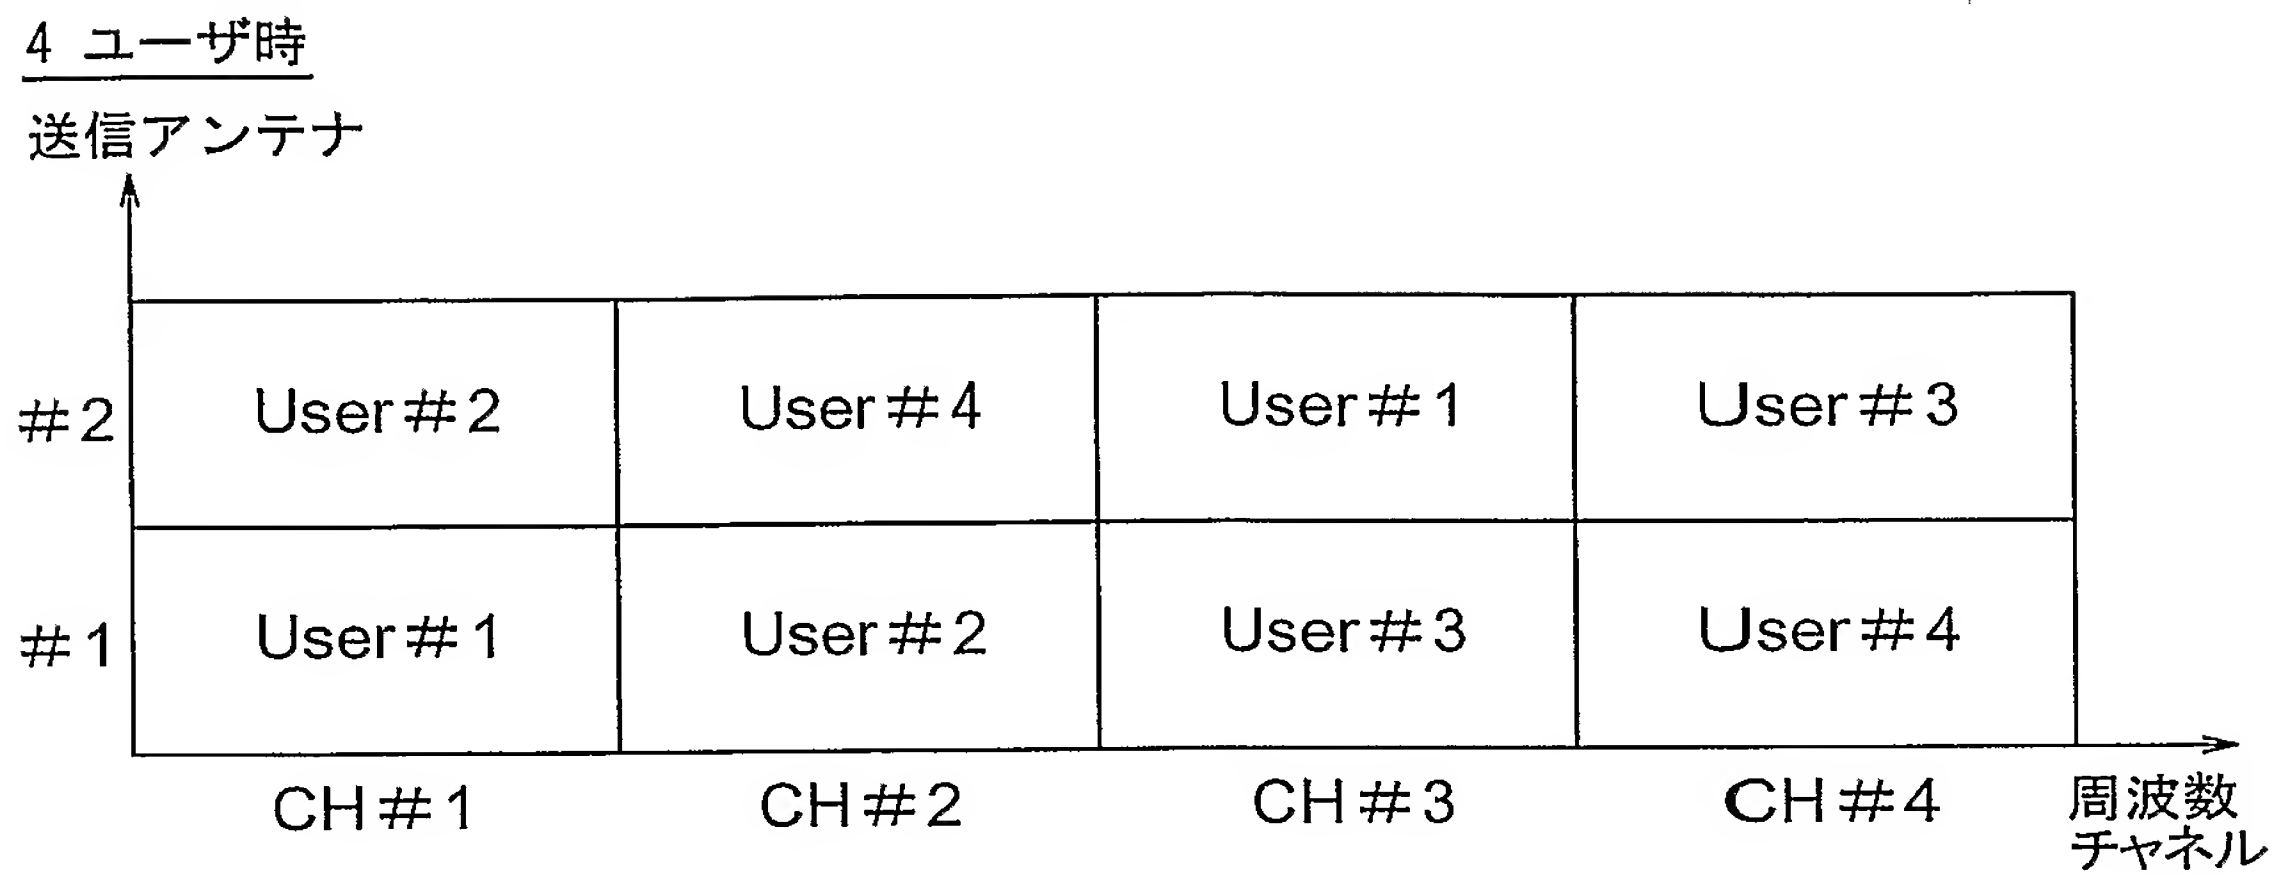 4 ユーザ時
送信アンテナ
#2 User#2 User#4 User#1 User#3
#1 User#1 User#2 User#3 User#4
CH#1 CH#2 CH#3 CH#4 周波数
チャネル